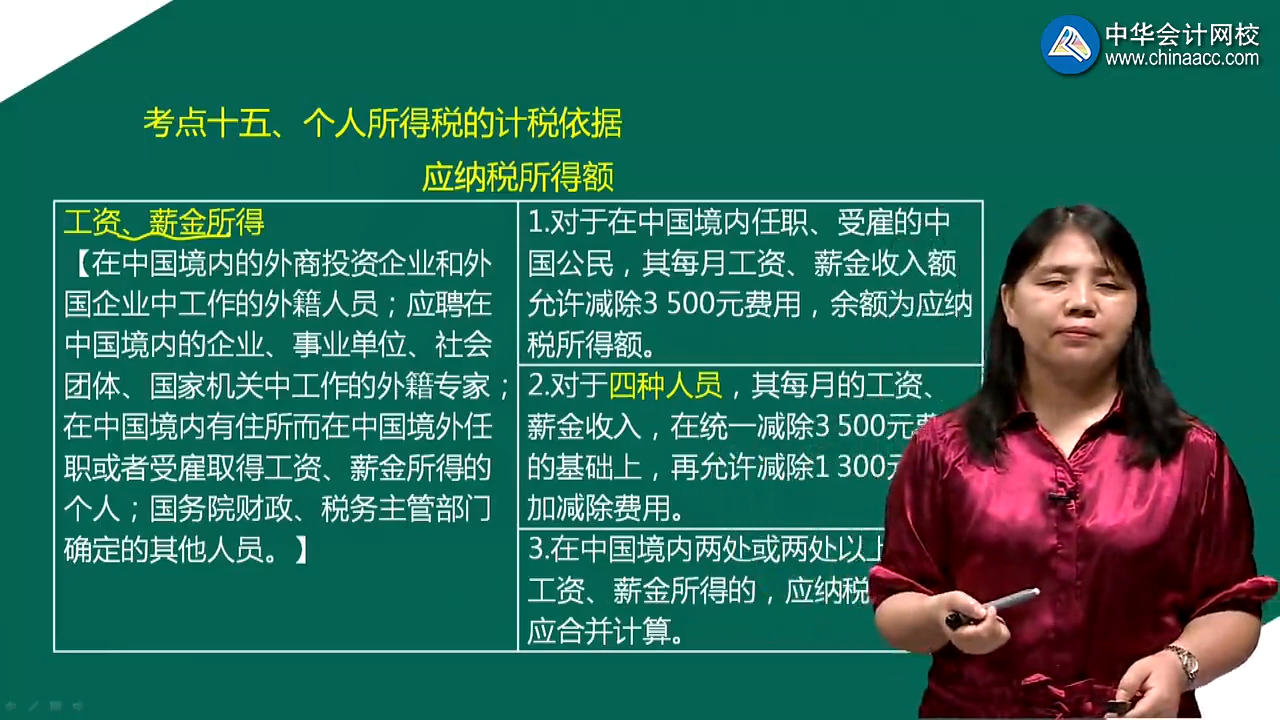 中华会计网校
www.chinaacc.com
考点十五、个人所得税的计税依据
应纳税所得额
工资、薪金所得
【在中国境内的外商投资企业和外
国企业中工作的外籍人员；应聘在
中国境内的企业、事业单位、社会
团体、国家机关中工作的外籍专家；
在中国境内有住所而在中国境外任
职或者受雇取得工资、薪金所得的
个人；国务院财政、税务主管部门
确定的其他人员。】
1.对于在中国境内任职、受雇的中
国公民，其每月工资、薪金收入额
允许减除3 500元费用，余额为应纳
税所得额。
2.对于四种人员，其每月的工资、
薪金收入，在统一减除3 500元
的基础上，再允许减除1 300
加减除费用。
3.在中国境内两处或两处以上
工资、薪金所得的，应纳税
应合并计算。